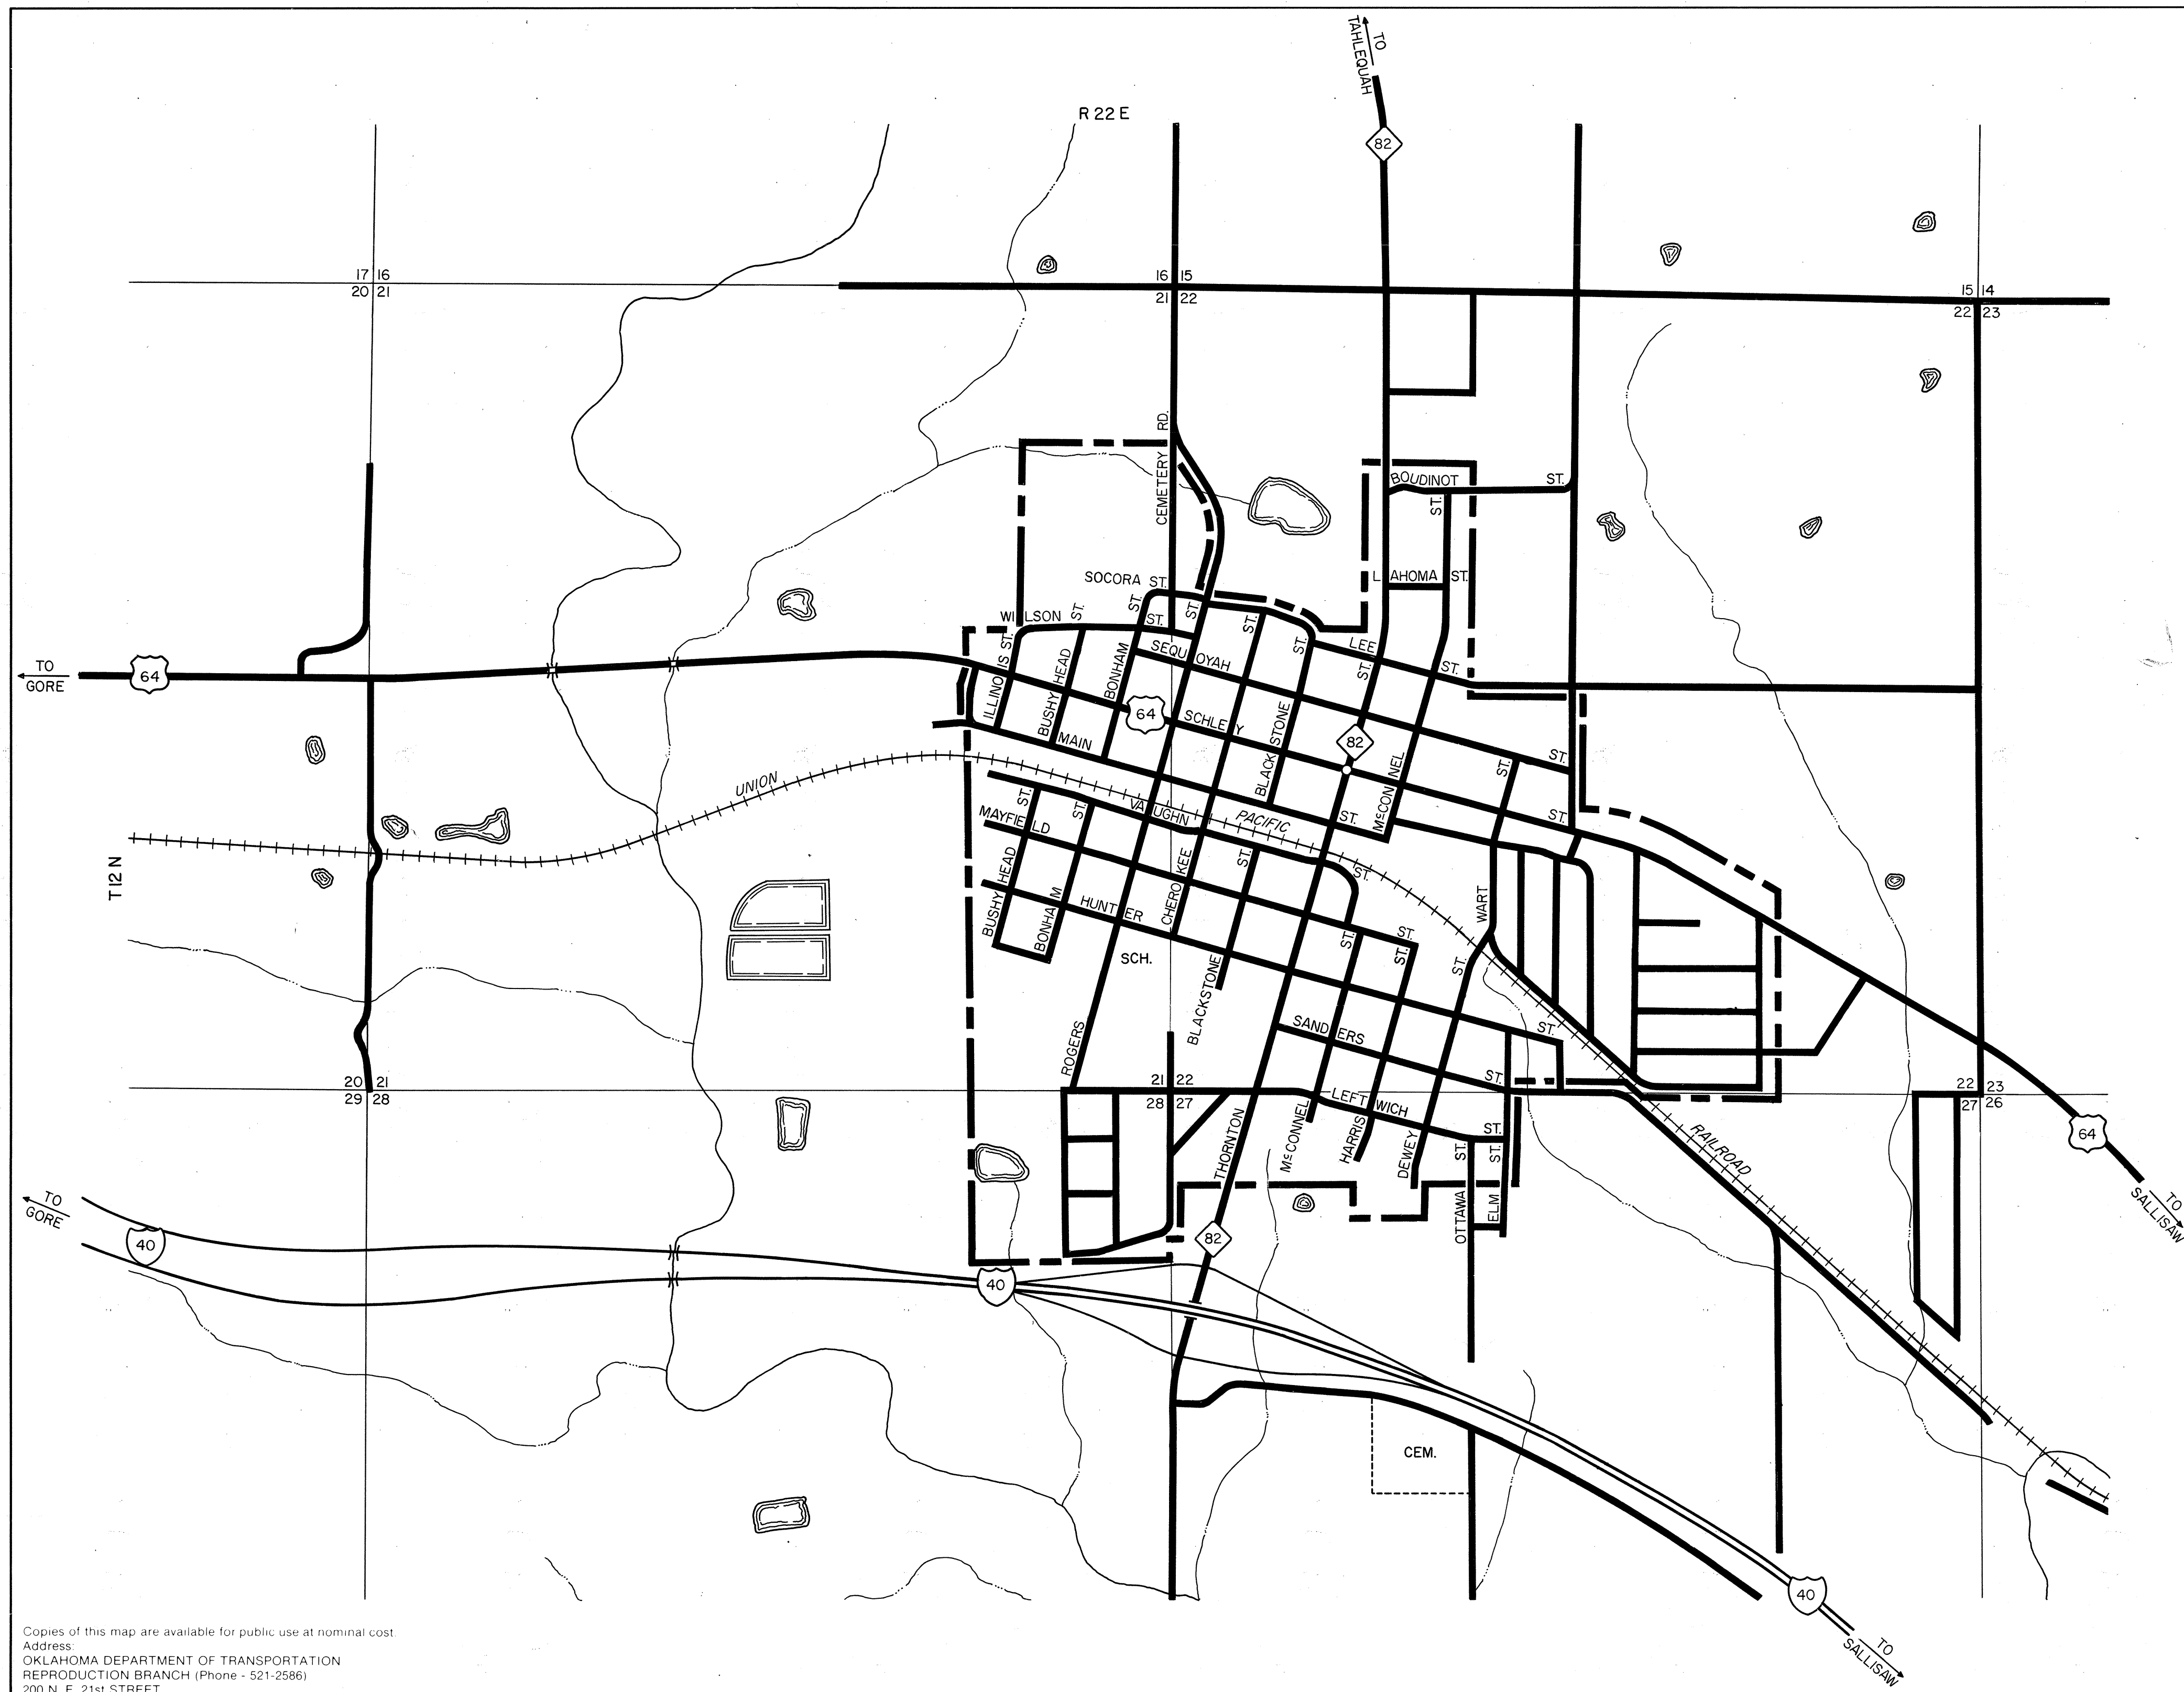 TO
TAHLEQUAH
R 22 E
82
17 16
20 21
16 15
21 22
15 14
22 23
CEMETERY RD.
BOUDINOT ST.
ST.
LAHOMA ST.
SOCORA ST.
WILLSON ST.
ST.
ST.
ST.
ST.
ST.
LEE ST.
SEQUOYAH ST.
TO
GORE
64
ILLINOIS ST.
BUSHYHEAD ST.
BONHAM ST.
64
SCHLEY ST.
BLACKSTONE
82
MAIN ST.
McCONNEL
ST.
UNION PACIFIC RAILROAD
VAUGHN ST.
MAYFIELD ST.
ST.
ST.
ST.
T 12 N
BUSHYHEAD
BONHAM
HUNTER ST.
CHEROKEE
WART
ST.
ST.
ST.
SCH.
BLACKSTONE
ROGERS
SANDERS ST.
20 21
29 28
21 22
28 27
22 23
27 26
LEFTWICH ST.
THORNTON
McCONNEL
HARRIS
DEWEY
OTTAWA ST.
ELM ST.
64
TO
SALLISAW
TO
GORE
40
82
40
CEM.
40
TO
SALLISAW
Copies of this map are available for public use at nominal cost.
Address:
OKLAHOMA DEPARTMENT OF TRANSPORTATION
REPRODUCTION BRANCH (Phone - 521-2586)
200 N. E. 21st STREET